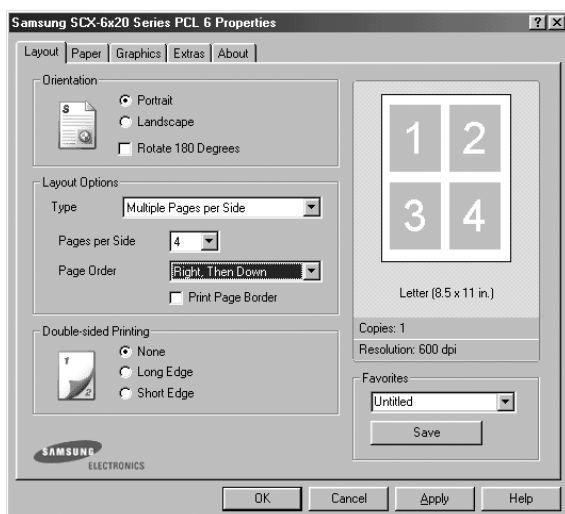 Samsung SCX-6x20 Series PCL 6 Properties
Layout Paper Graphics Extras About
Orientation
S
Portrait
Landscape
Rotate 180 Degrees
Layout Options
Type Multiple Pages per Side
Pages per Side 4
Page Order Right, Then Down
Print Page Border
Double-sided Printing
1
2
None
Long Edge
Short Edge
SAMSUNG
ELECTRONICS
1 2
3 4
Letter (8.5 x 11 in.)
Copies: 1
Resolution: 600 dpi
Favorites
Untitled
Save
OK Cancel Apply Help